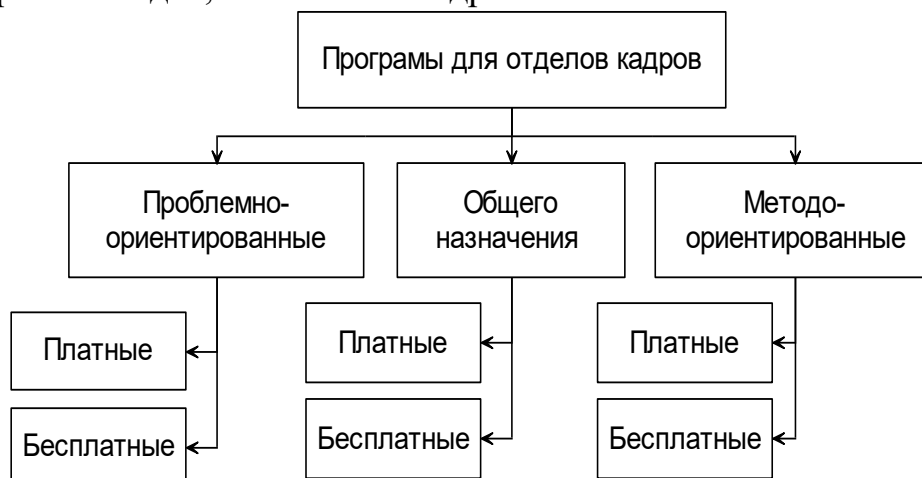 Програмы для отделов кадров
Проблемно-
ориентированные
Общего
назначения
Методо-
ориентированные
Платные
Платные
Платные
Бесплатные
Бесплатные
Бесплатные